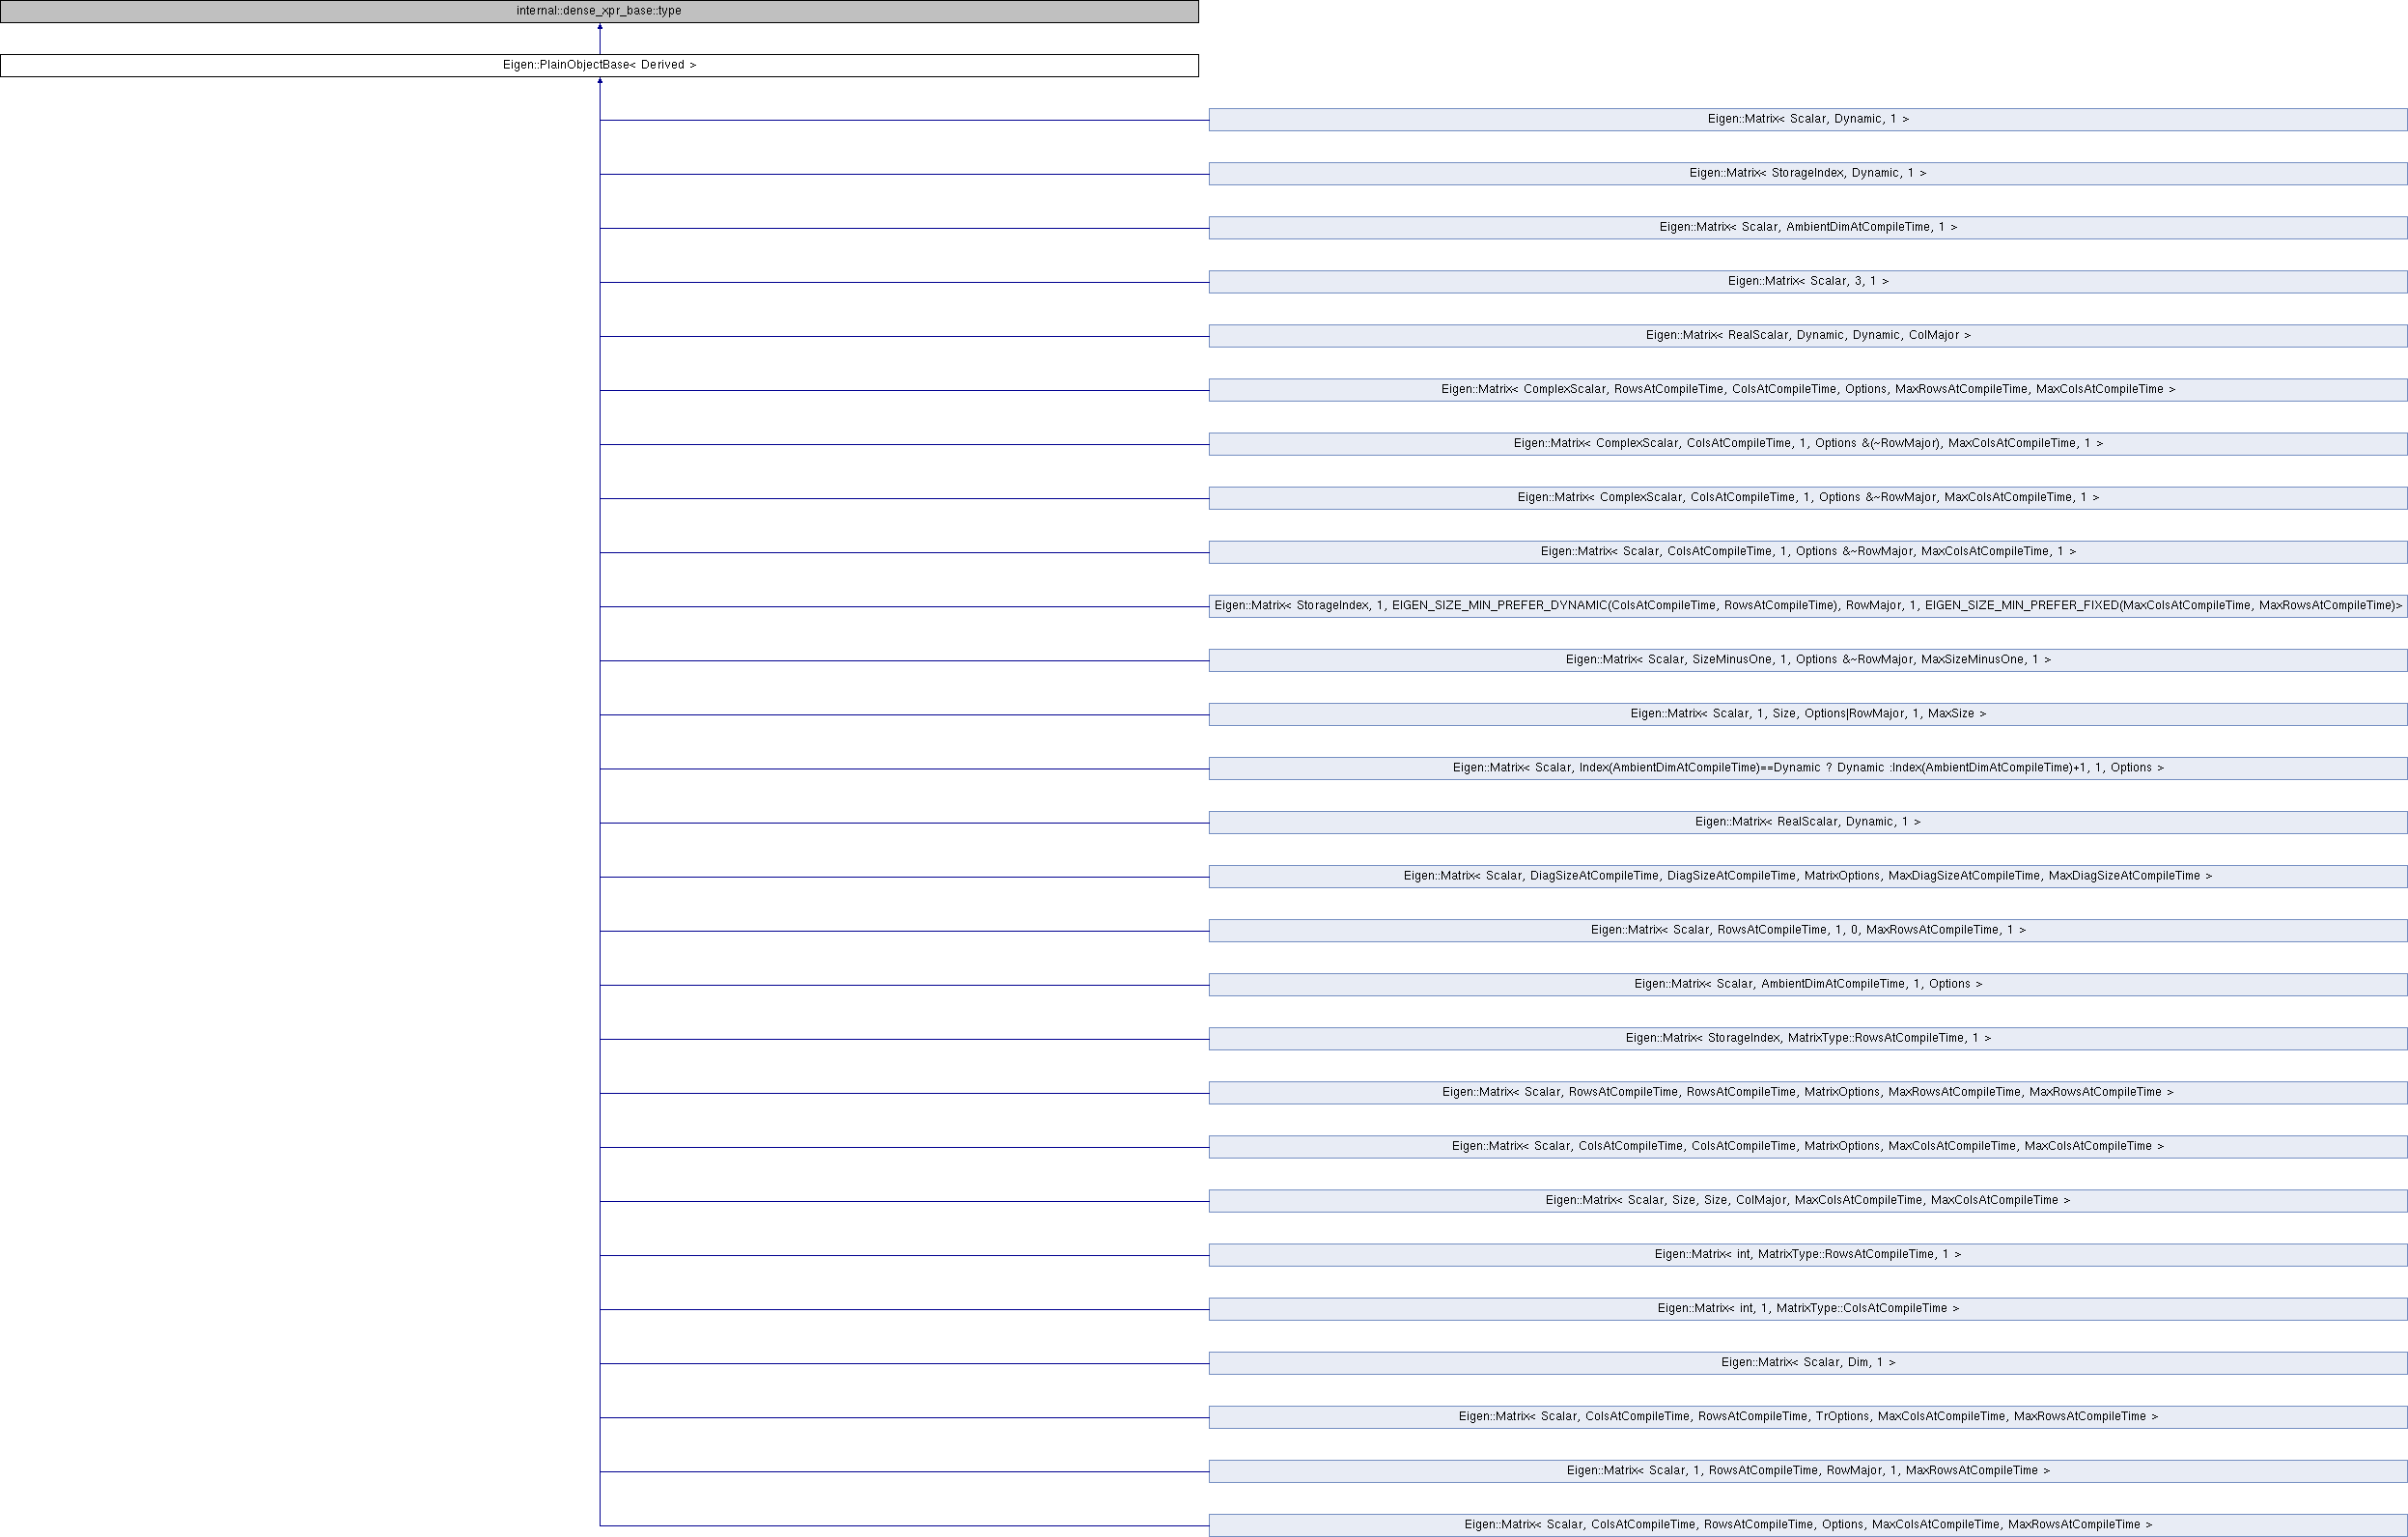 internal::dense_xpr_base::type
Eigen::PlainObjectBase< Derived >
Eigen::Matrix< Scalar, Dynamic, 1 >
Eigen::Matrix< StorageIndex, Dynamic, 1 >
Eigen::Matrix< Scalar, AmbientDimAtCompileTime, 1 >
Eigen::Matrix< Scalar, 3, 1 >
Eigen::Matrix< RealScalar, Dynamic, Dynamic, ColMajor >
Eigen::Matrix< ComplexScalar, RowsAtCompileTime, ColsAtCompileTime, Options, MaxRowsAtCompileTime, MaxColsAtCompileTime >
Eigen::Matrix< ComplexScalar, ColsAtCompileTime, 1, Options &(~RowMajor), MaxColsAtCompileTime, 1 >
Eigen::Matrix< ComplexScalar, ColsAtCompileTime, 1, Options &~RowMajor, MaxColsAtCompileTime, 1 >
Eigen::Matrix< Scalar, ColsAtCompileTime, 1, Options &~RowMajor, MaxColsAtCompileTime, 1 >
Eigen::Matrix< StorageIndex, 1, EIGEN_SIZE_MIN_PREFER_DYNAMIC(ColsAtCompileTime, RowsAtCompileTime), RowMajor, 1, EIGEN_SIZE_MIN_PREFER_FIXED(MaxColsAtCompileTime, MaxRowsAtCompileTime)>
Eigen::Matrix< Scalar, SizeMinusOne, 1, Options &~RowMajor, MaxSizeMinusOne, 1 >
Eigen::Matrix< Scalar, 1, Size, Options|RowMajor, 1, MaxSize >
Eigen::Matrix< Scalar, Index(AmbientDimAtCompileTime)==Dynamic ? Dynamic :Index(AmbientDimAtCompileTime)+1, 1, Options >
Eigen::Matrix< RealScalar, Dynamic, 1 >
Eigen::Matrix< Scalar, DiagSizeAtCompileTime, DiagSizeAtCompileTime, MatrixOptions, MaxDiagSizeAtCompileTime, MaxDiagSizeAtCompileTime >
Eigen::Matrix< Scalar, RowsAtCompileTime, 1, 0, MaxRowsAtCompileTime, 1 >
Eigen::Matrix< Scalar, AmbientDimAtCompileTime, 1, Options >
Eigen::Matrix< StorageIndex, MatrixType::RowsAtCompileTime, 1 >
Eigen::Matrix< Scalar, RowsAtCompileTime, RowsAtCompileTime, MatrixOptions, MaxRowsAtCompileTime, MaxRowsAtCompileTime >
Eigen::Matrix< Scalar, ColsAtCompileTime, ColsAtCompileTime, MatrixOptions, MaxColsAtCompileTime, MaxColsAtCompileTime >
Eigen::Matrix< Scalar, Size, Size, ColMajor, MaxColsAtCompileTime, MaxColsAtCompileTime >
Eigen::Matrix< int, MatrixType::RowsAtCompileTime, 1 >
Eigen::Matrix< int, 1, MatrixType::ColsAtCompileTime >
Eigen::Matrix< Scalar, Dim, 1 >
Eigen::Matrix< Scalar, ColsAtCompileTime, RowsAtCompileTime, TrOptions, MaxColsAtCompileTime, MaxRowsAtCompileTime >
Eigen::Matrix< Scalar, 1, RowsAtCompileTime, RowMajor, 1, MaxRowsAtCompileTime >
Eigen::Matrix< Scalar, ColsAtCompileTime, RowsAtCompileTime, Options, MaxColsAtCompileTime, MaxRowsAtCompileTime >